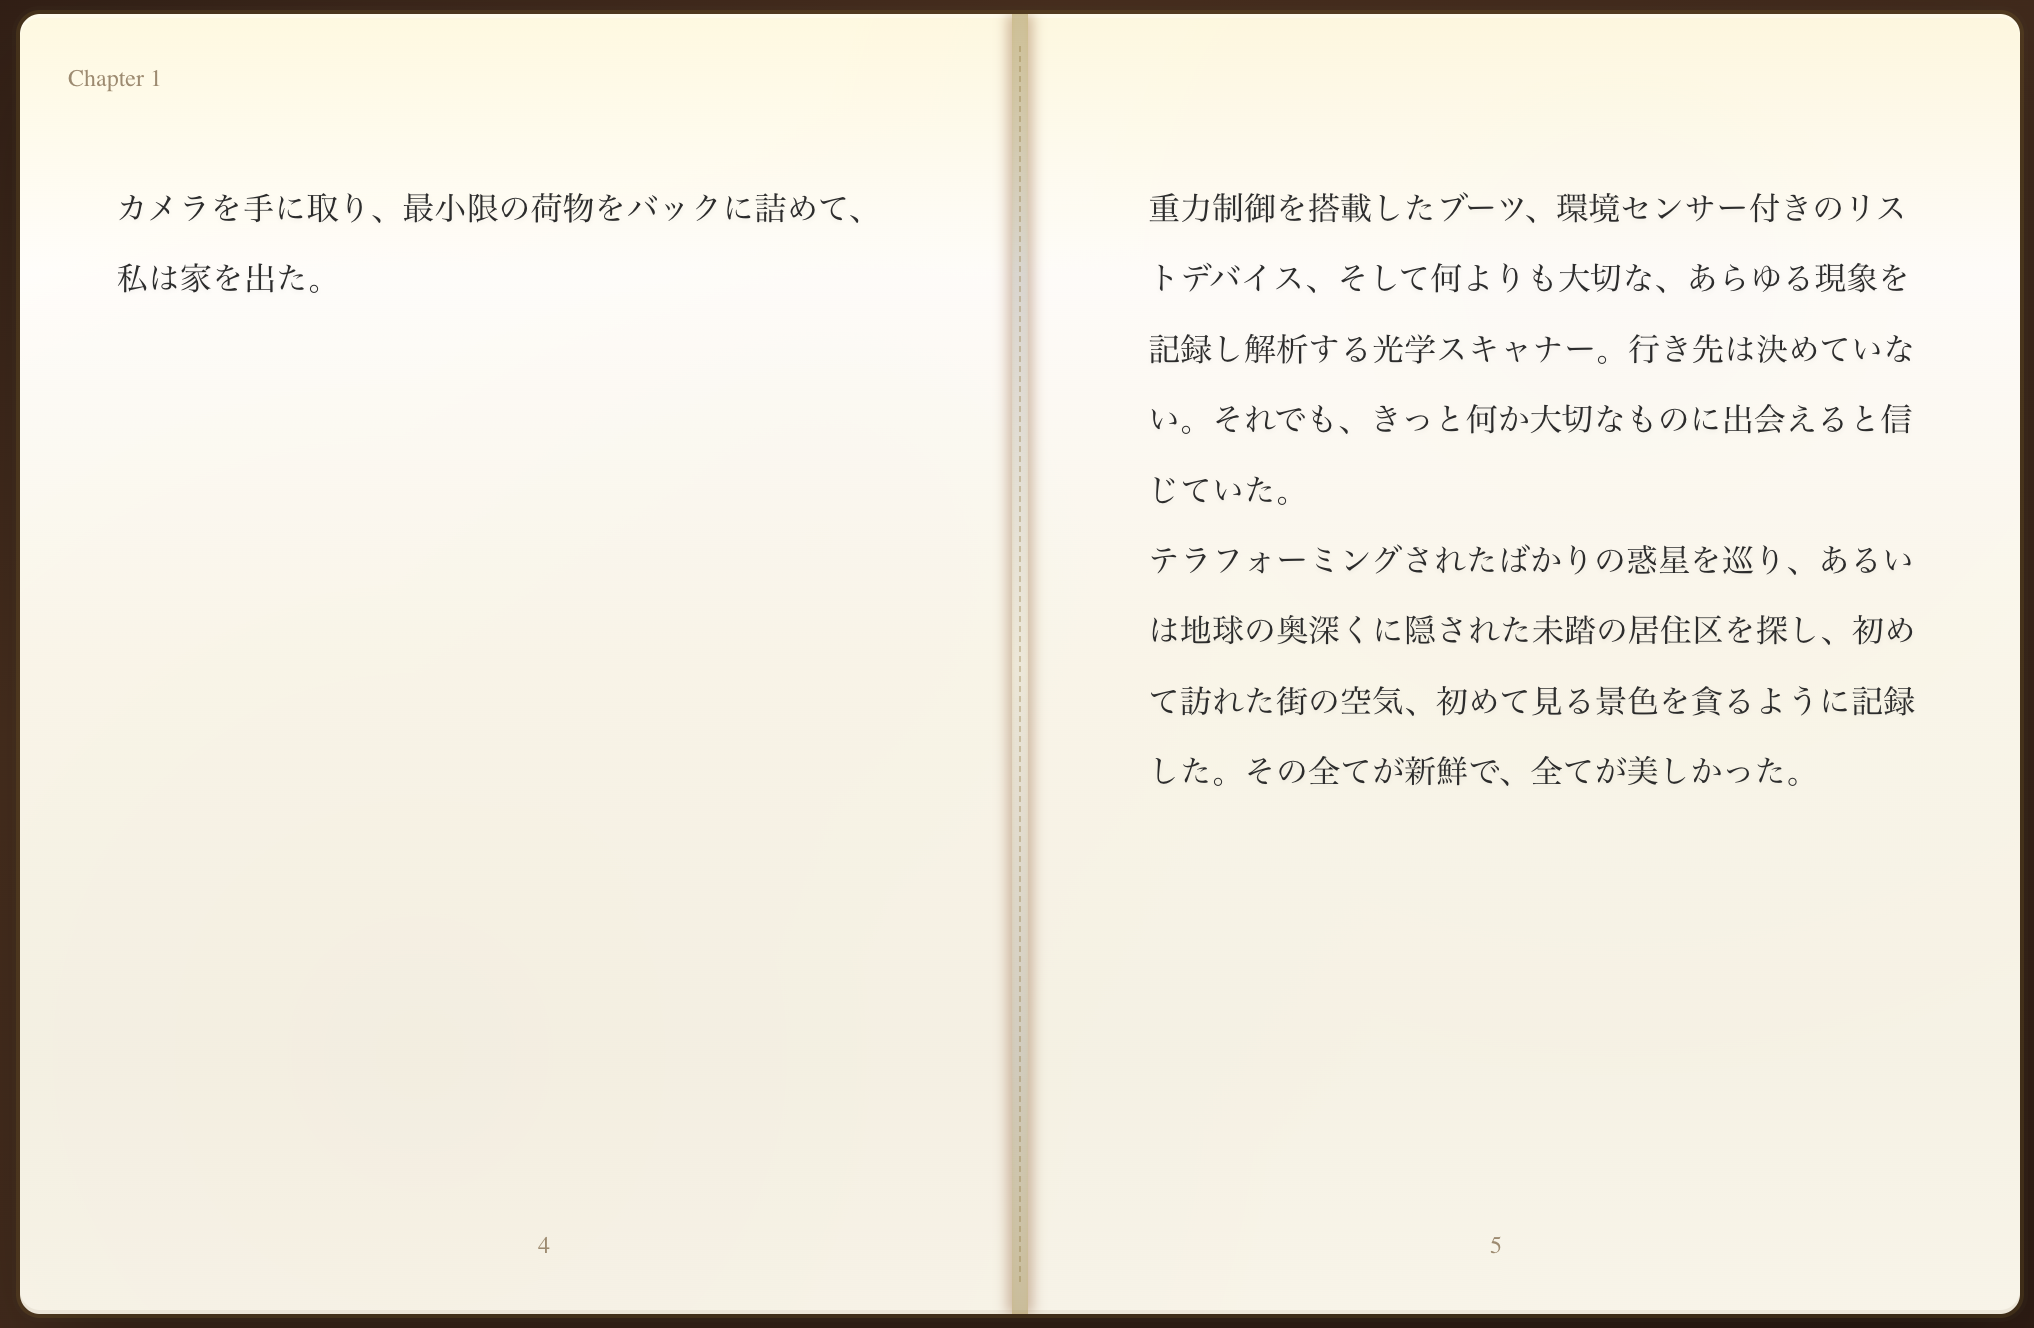 Chapter 1
カメラを手に取り、最小限の荷物をバックに詰めて、
私は家を出た。
4
重力制御を搭載したブーツ、環境センサー付きのリス
トデバイス、そして何よりも大切な、あらゆる現象を
記録し解析する光学スキャナー。行き先は決めていな
い。それでも、きっと何か大切なものに出会えると信
じていた。
テラフォーミングされたばかりの惑星を巡り、あるい
は地球の奥深くに隠された未踏の居住区を探し、初め
て訪れた街の空気、初めて見る景色を貪るように記録
した。その全てが新鮮で、全てが美しかった。
5